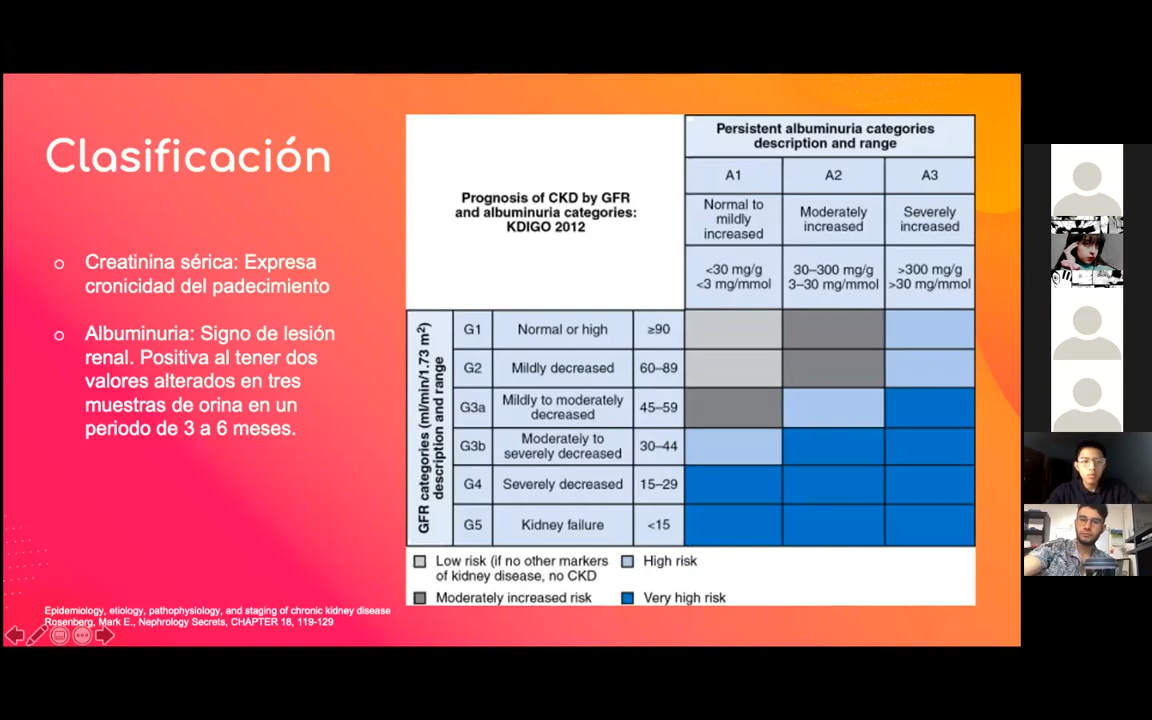 Clasificación
Creatinina sérica: Expresa
cronicidad del padecimiento
Albuminuria: Signo de lesión
renal. Positiva al tener dos
valores alterados en tres
muestras de orina en un
periodo de 3 a 6 meses.
Epidemiology, etiology, pathophysiology, and staging of chronic kidney disease
Rosenberg, Mark E., Nephrology Secrets, CHAPTER 18, 119-129
Prognosis of CKD by GFR
and albuminuria categories:
KDIGO 2012
Persistent albuminuria categories
description and range
A1 A2 A3
Normal to
mildly
increased
Moderately
increased
Severely
increased
<30 mg/g
<3 mg/mmol
30–300 mg/g
3–30 mg/mmol
>300 mg/g
>30 mg/mmol
GFR categories (ml/min/1.73 m²)
description and range
G1 Normal or high ≥90
G2 Mildly decreased 60–89
G3a Mildly to moderately
decreased 45–59
G3b Moderately to
severely decreased 30–44
G4 Severely decreased 15–29
G5 Kidney failure <15
Low risk (if no other markers
of kidney disease, no CKD
High risk
Moderately increased risk
Very high risk